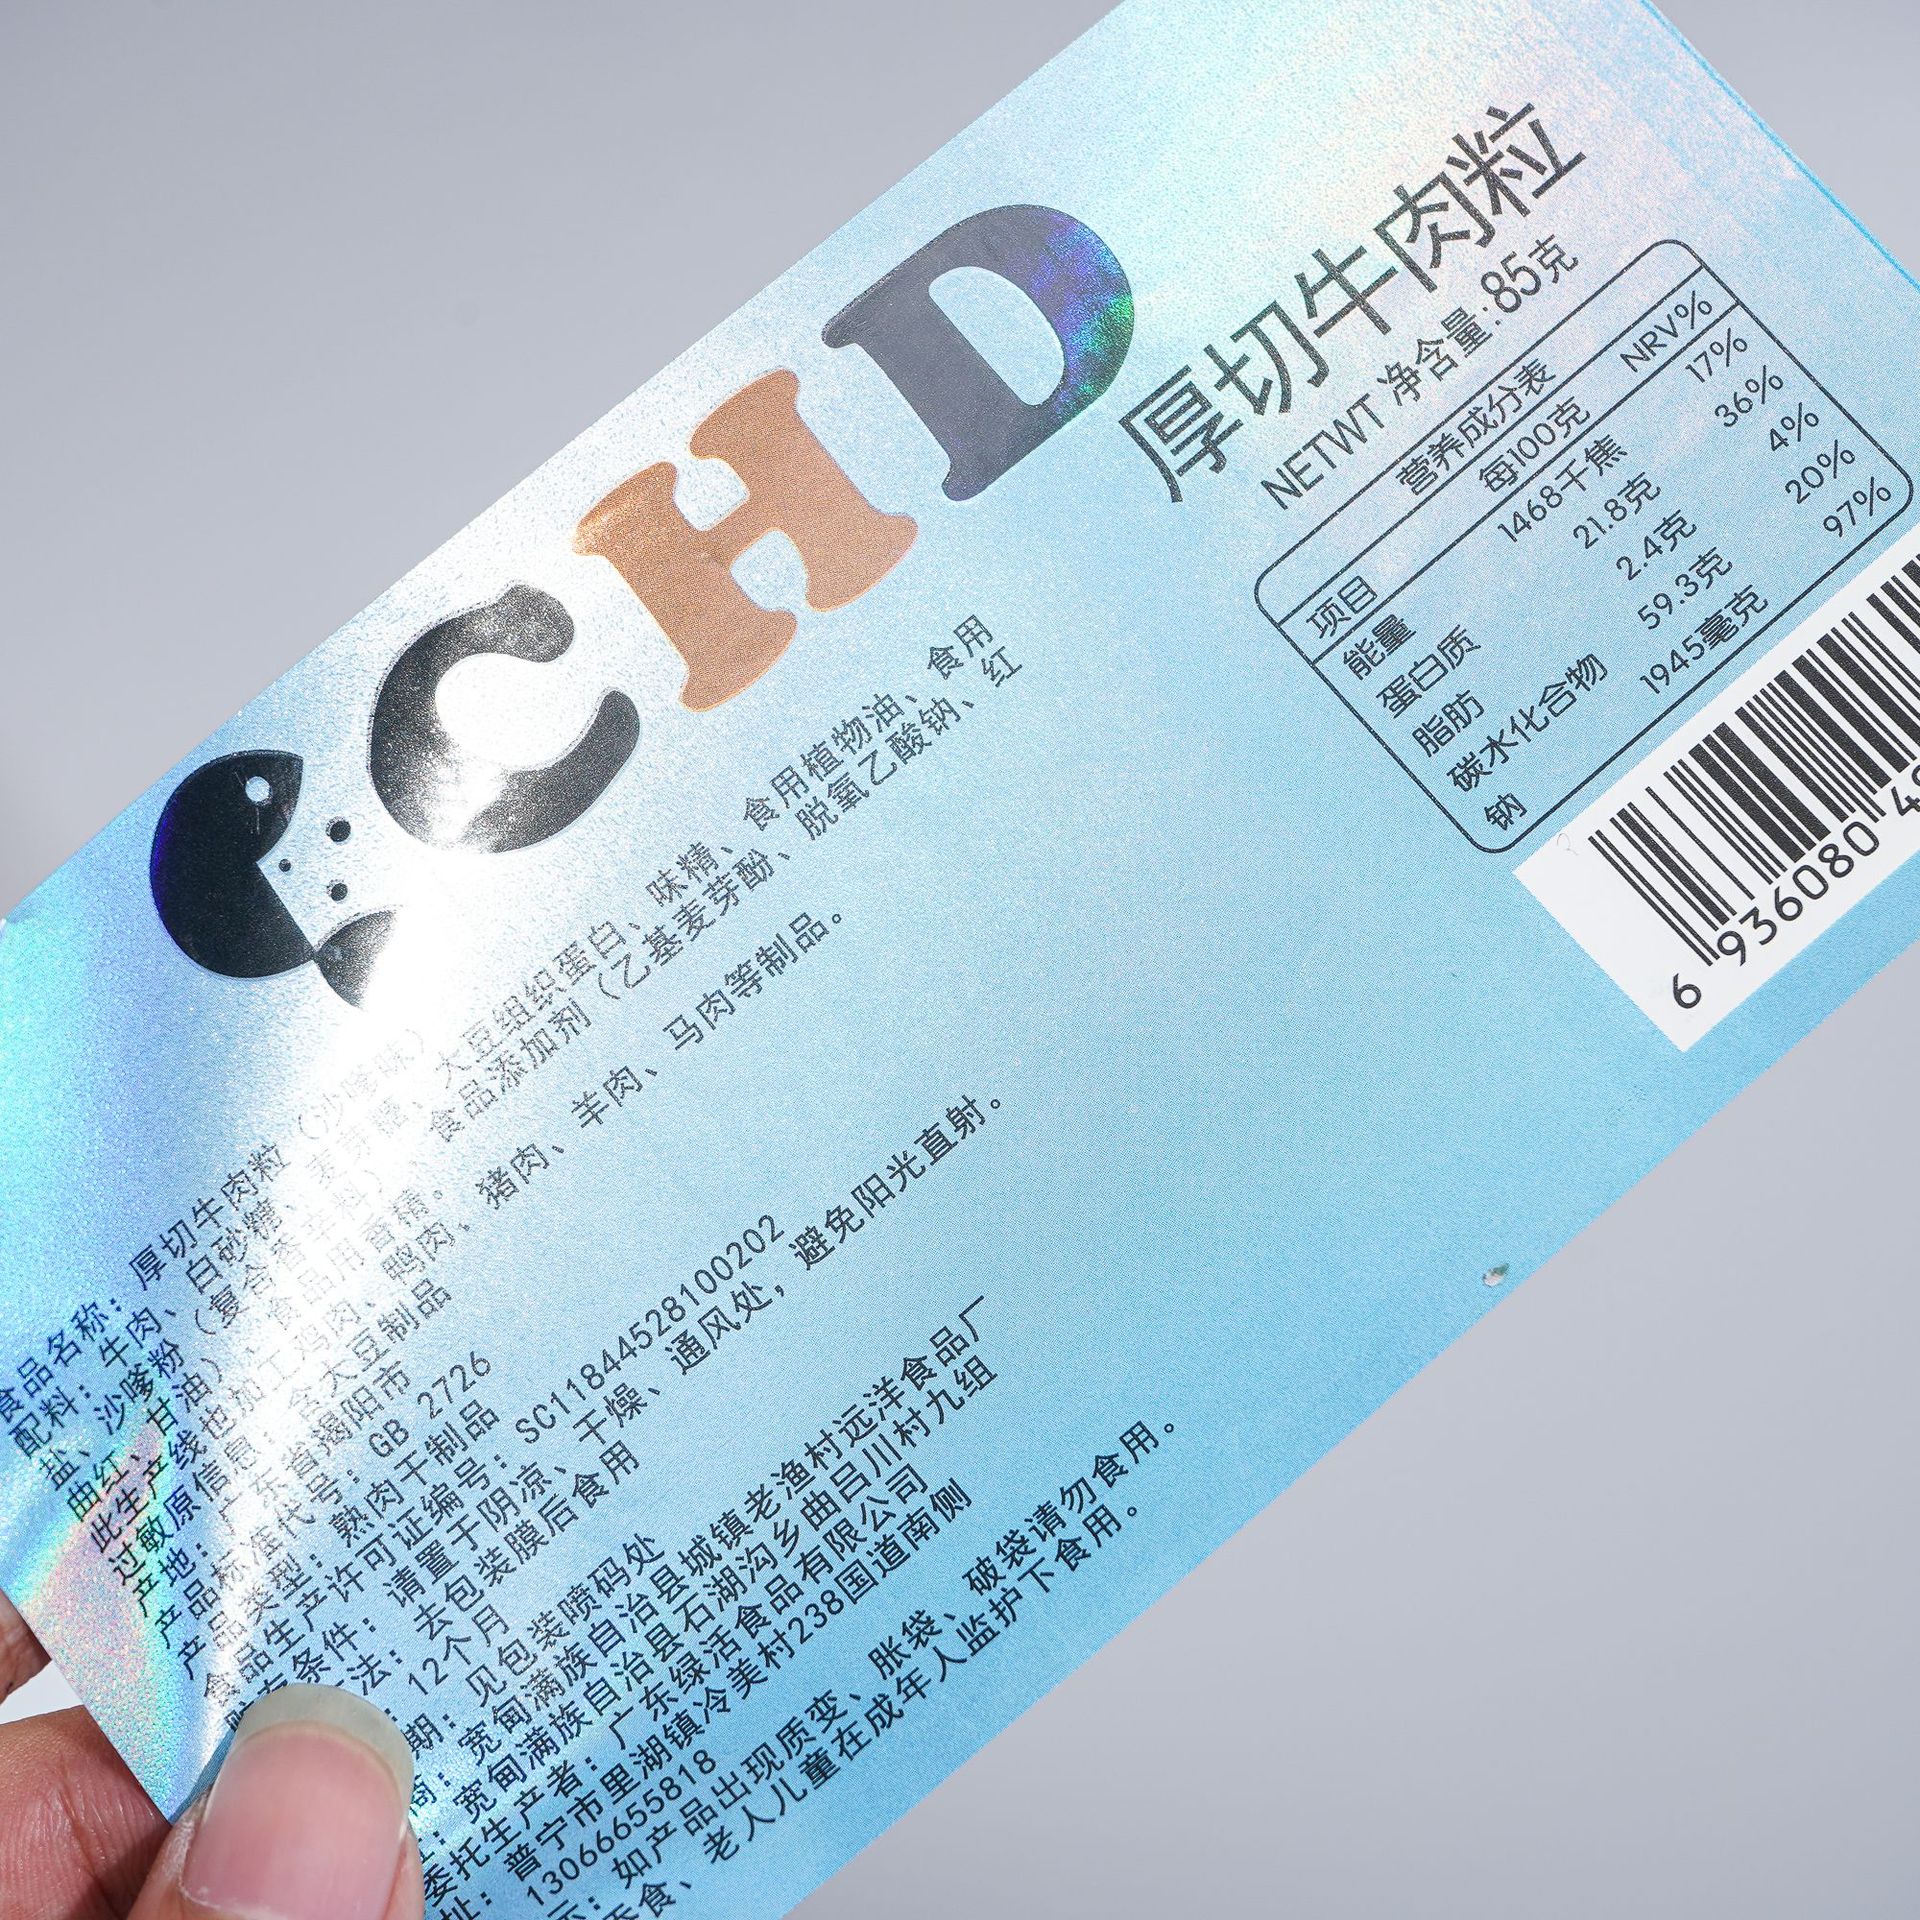 CHD
厚切牛肉粒
NETWT 净含量:85克
营养成分表
项目 每100克 NRV%
能量 1468千焦 17%
蛋白质 21.8克 36%
脂肪 2.4克 4%
碳水化合物 59.3克 20%
钠 1945毫克 97%
6 936080
食品名称：厚切牛肉粒（沙嗲味）
配料：牛肉、白砂糖、麦芽糖、大豆组织蛋白、味精、食用植物油、食用
盐、沙嗲粉（复合香辛料）、食品添加剂（乙基麦芽酚、脱氢乙酸钠、红
曲红、甘油）、食品用香精。
此生产线也加工鸡肉、鸭肉、猪肉、羊肉、马肉等制品。
过敏原信息：含大豆制品
产地：广东省揭阳市
产品标准代号：GB 2726
产品类型：熟肉干制品
食品生产许可证编号：SC11844528100202
贮存条件：请置于阴凉、干燥、通风处，避免阳光直射。
法：去包装膜后食用
：12个月
期：见包装喷码处
商：宽甸满族自治县城镇老渔村远洋食品厂
：宽甸满族自治县石湖沟乡曲吕川村九组
委托生产者：广东绿活食品有限公司
址：普宁市里湖镇冷美村238国道南侧
13066655818
示：如产品出现质变、胀袋、破袋请勿食用。
食、老人儿童在成年人监护下食用。